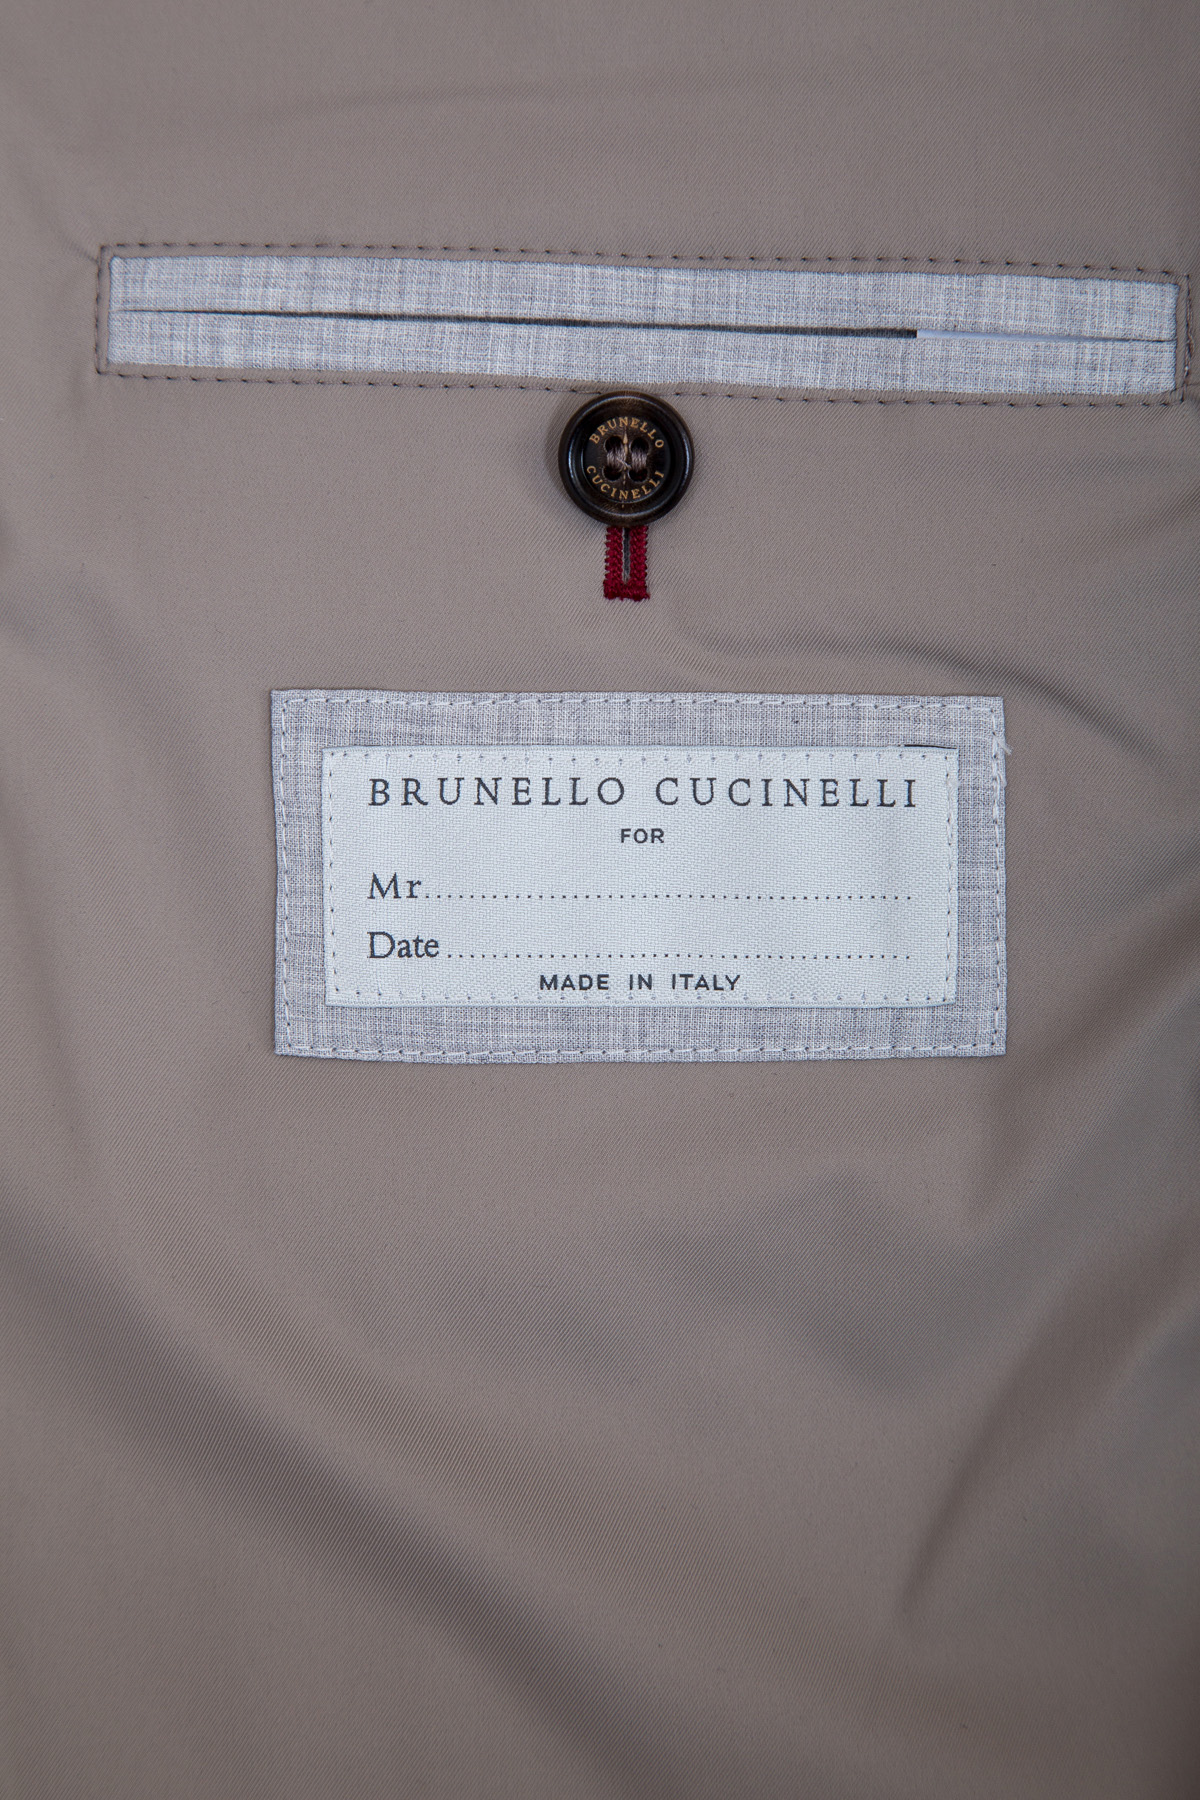 BRUNELLO
CUCINELLI
BRUNELLO CUCINELLI
FOR
Mr........................................
Date......................................
MADE IN ITALY